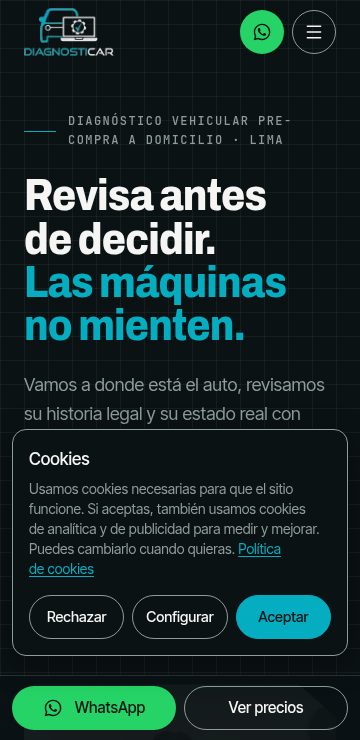 DIAGNOSTICAR
DIAGNÓSTICO VEHICULAR PRE-
COMPRA A DOMICILIO · LIMA
Revisa antes
de decidir.
Las máquinas
no mienten.
Vamos a donde está el auto, revisamos
su historia legal y su estado real con
Cookies
Usamos cookies necesarias para que el sitio
funcione. Si aceptas, también usamos cookies
de analítica y de publicidad para medir y mejorar.
Puedes cambiarlo cuando quieras. Política
de cookies
Rechazar
Configurar
Aceptar
WhatsApp
Ver precios